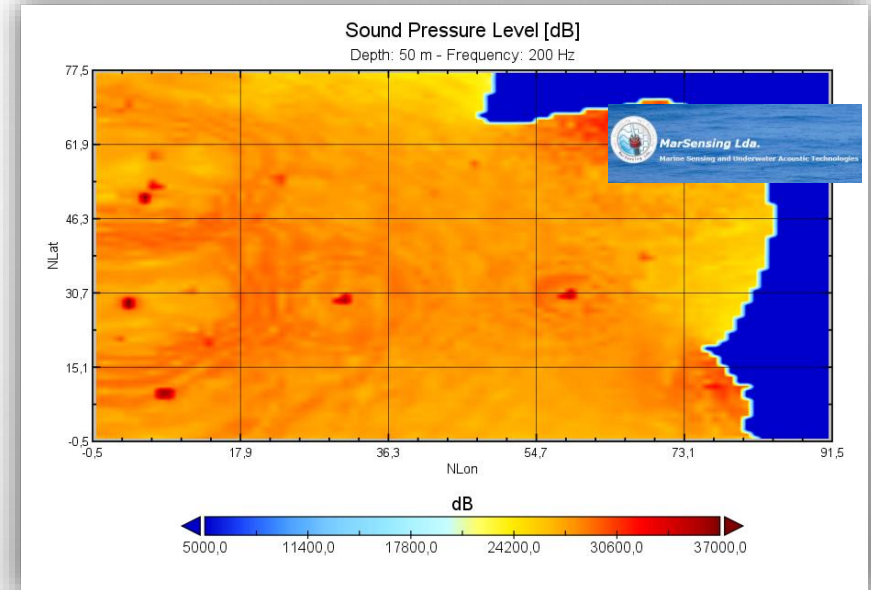 Sound Pressure Level [dB]
Depth: 50 m - Frequency: 200 Hz
77,5
61,9
46,3
30,7
15,1
-0,5
NLat
-0,5
17,9
36,3
54,7
73,1
91,5
NLon
MarSensing Lda.
Marine Sensing and Underwater Acoustic Technologies
dB
5000,0
11400,0
17800,0
24200,0
30600,0
37000,0